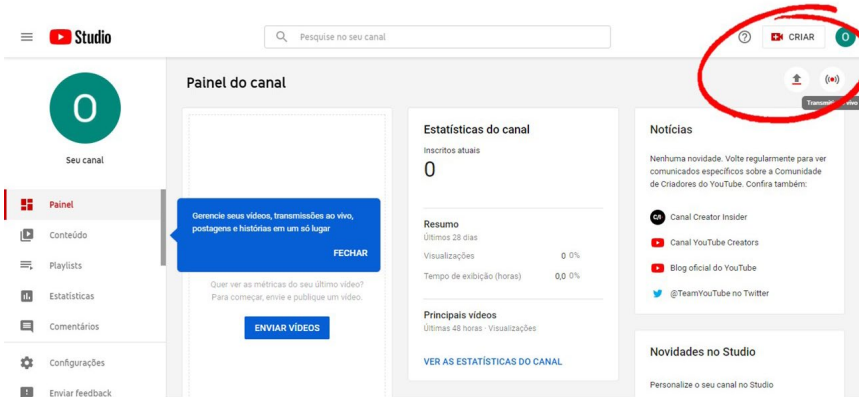 Studio
Pesquise no seu canal
CRIAR
O
Painel do canal
O
Seu canal
Painel
Conteúdo
Playlists
Estatísticas
Comentários
Configurações
Enviar feedback
Gerencie seus vídeos, transmissões ao vivo,
postagens e histórias em um só lugar
FECHAR
Quer ver as métricas do seu último vídeo?
Para começar, envie e publique um vídeo.
ENVIAR VÍDEOS
Estatísticas do canal
Inscritos atuais
0
Resumo
Últimos 28 dias
Visualizações 0 0%
Tempo de exibição (horas) 0,0 0%
Principais vídeos
Últimas 48 horas · Visualizações
VER AS ESTATÍSTICAS DO CANAL
Transmitir ao vivo
Notícias
Nenhuma novidade. Volte regularmente para ver
comunicados específicos sobre a Comunidade
de Criadores do YouTube. Confira também:
C/I Canal Creator Insider
Canal YouTube Creators
Blog oficial do YouTube
@TeamYouTube no Twitter
Novidades no Studio
Personalize o seu canal no Studio